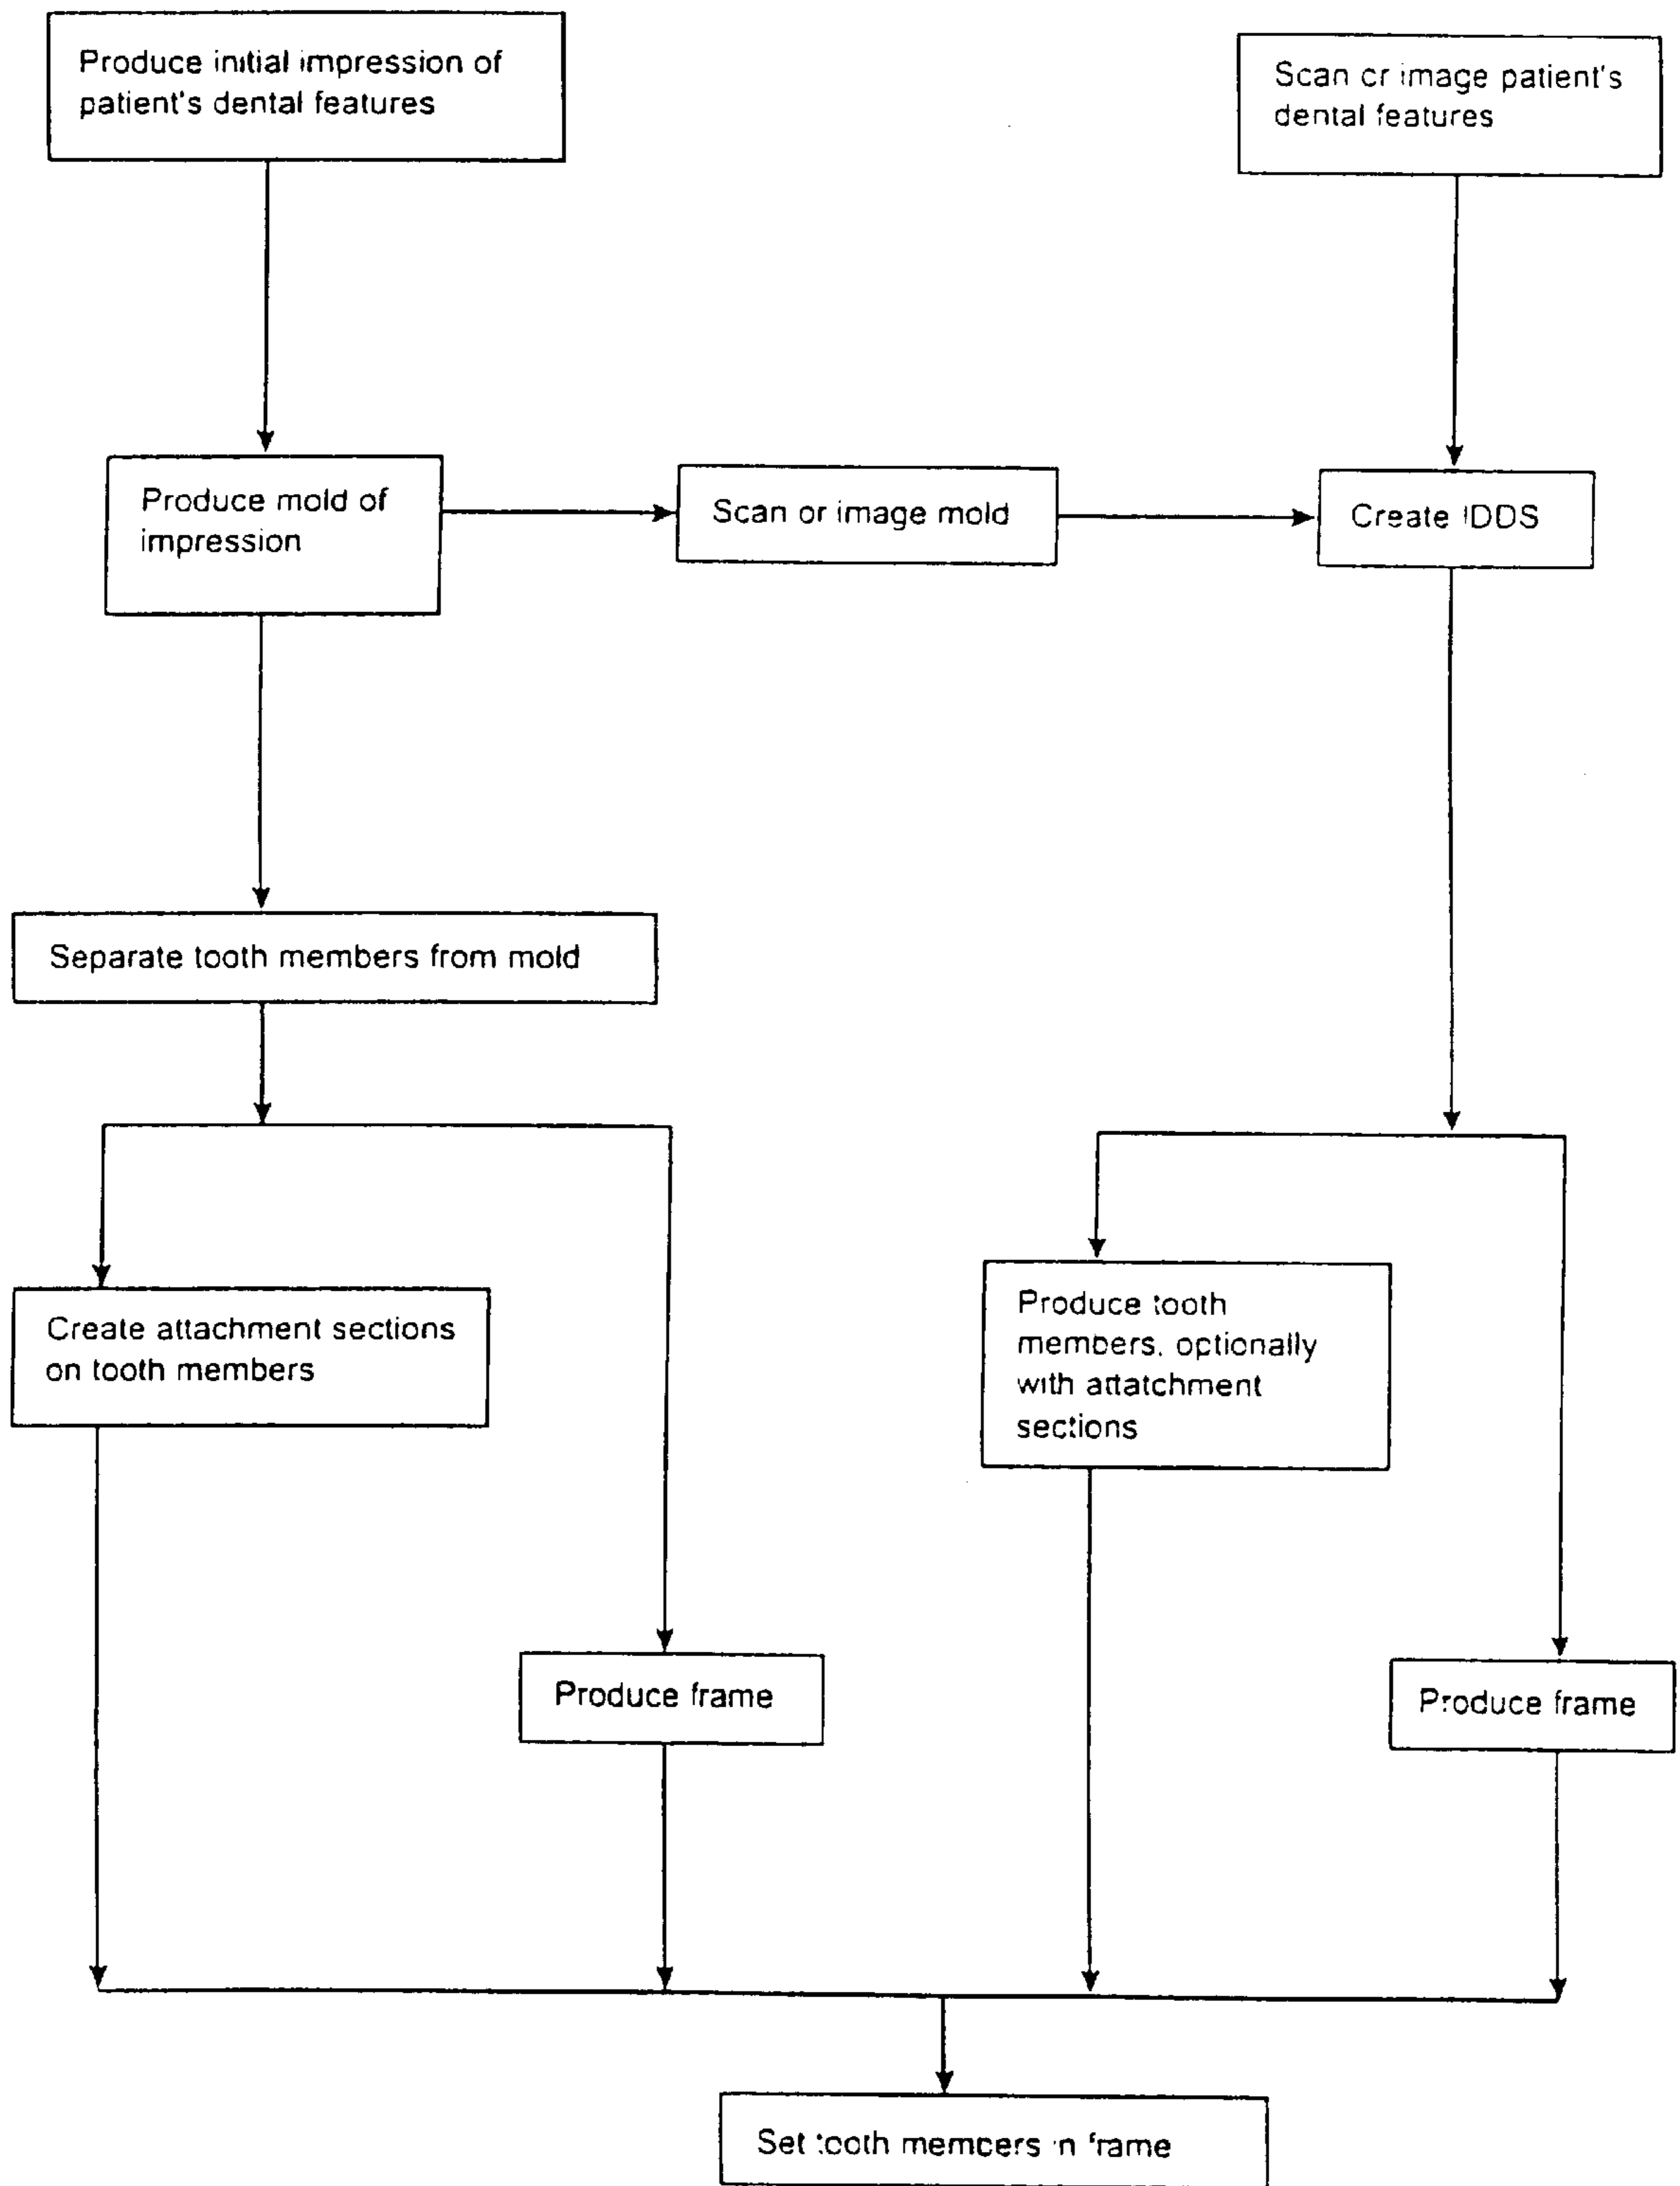 Produce initial impression of
patient's dental features
Scan or image patient's
dental features
Produce mold of
impression
Scan or image mold
Create IDDS
Separate tooth members from mold
Create attachment sections
on tooth members
Produce tooth
members, optionally
with attatchment
sections
Produce frame
Produce frame
Set tooth members in frame